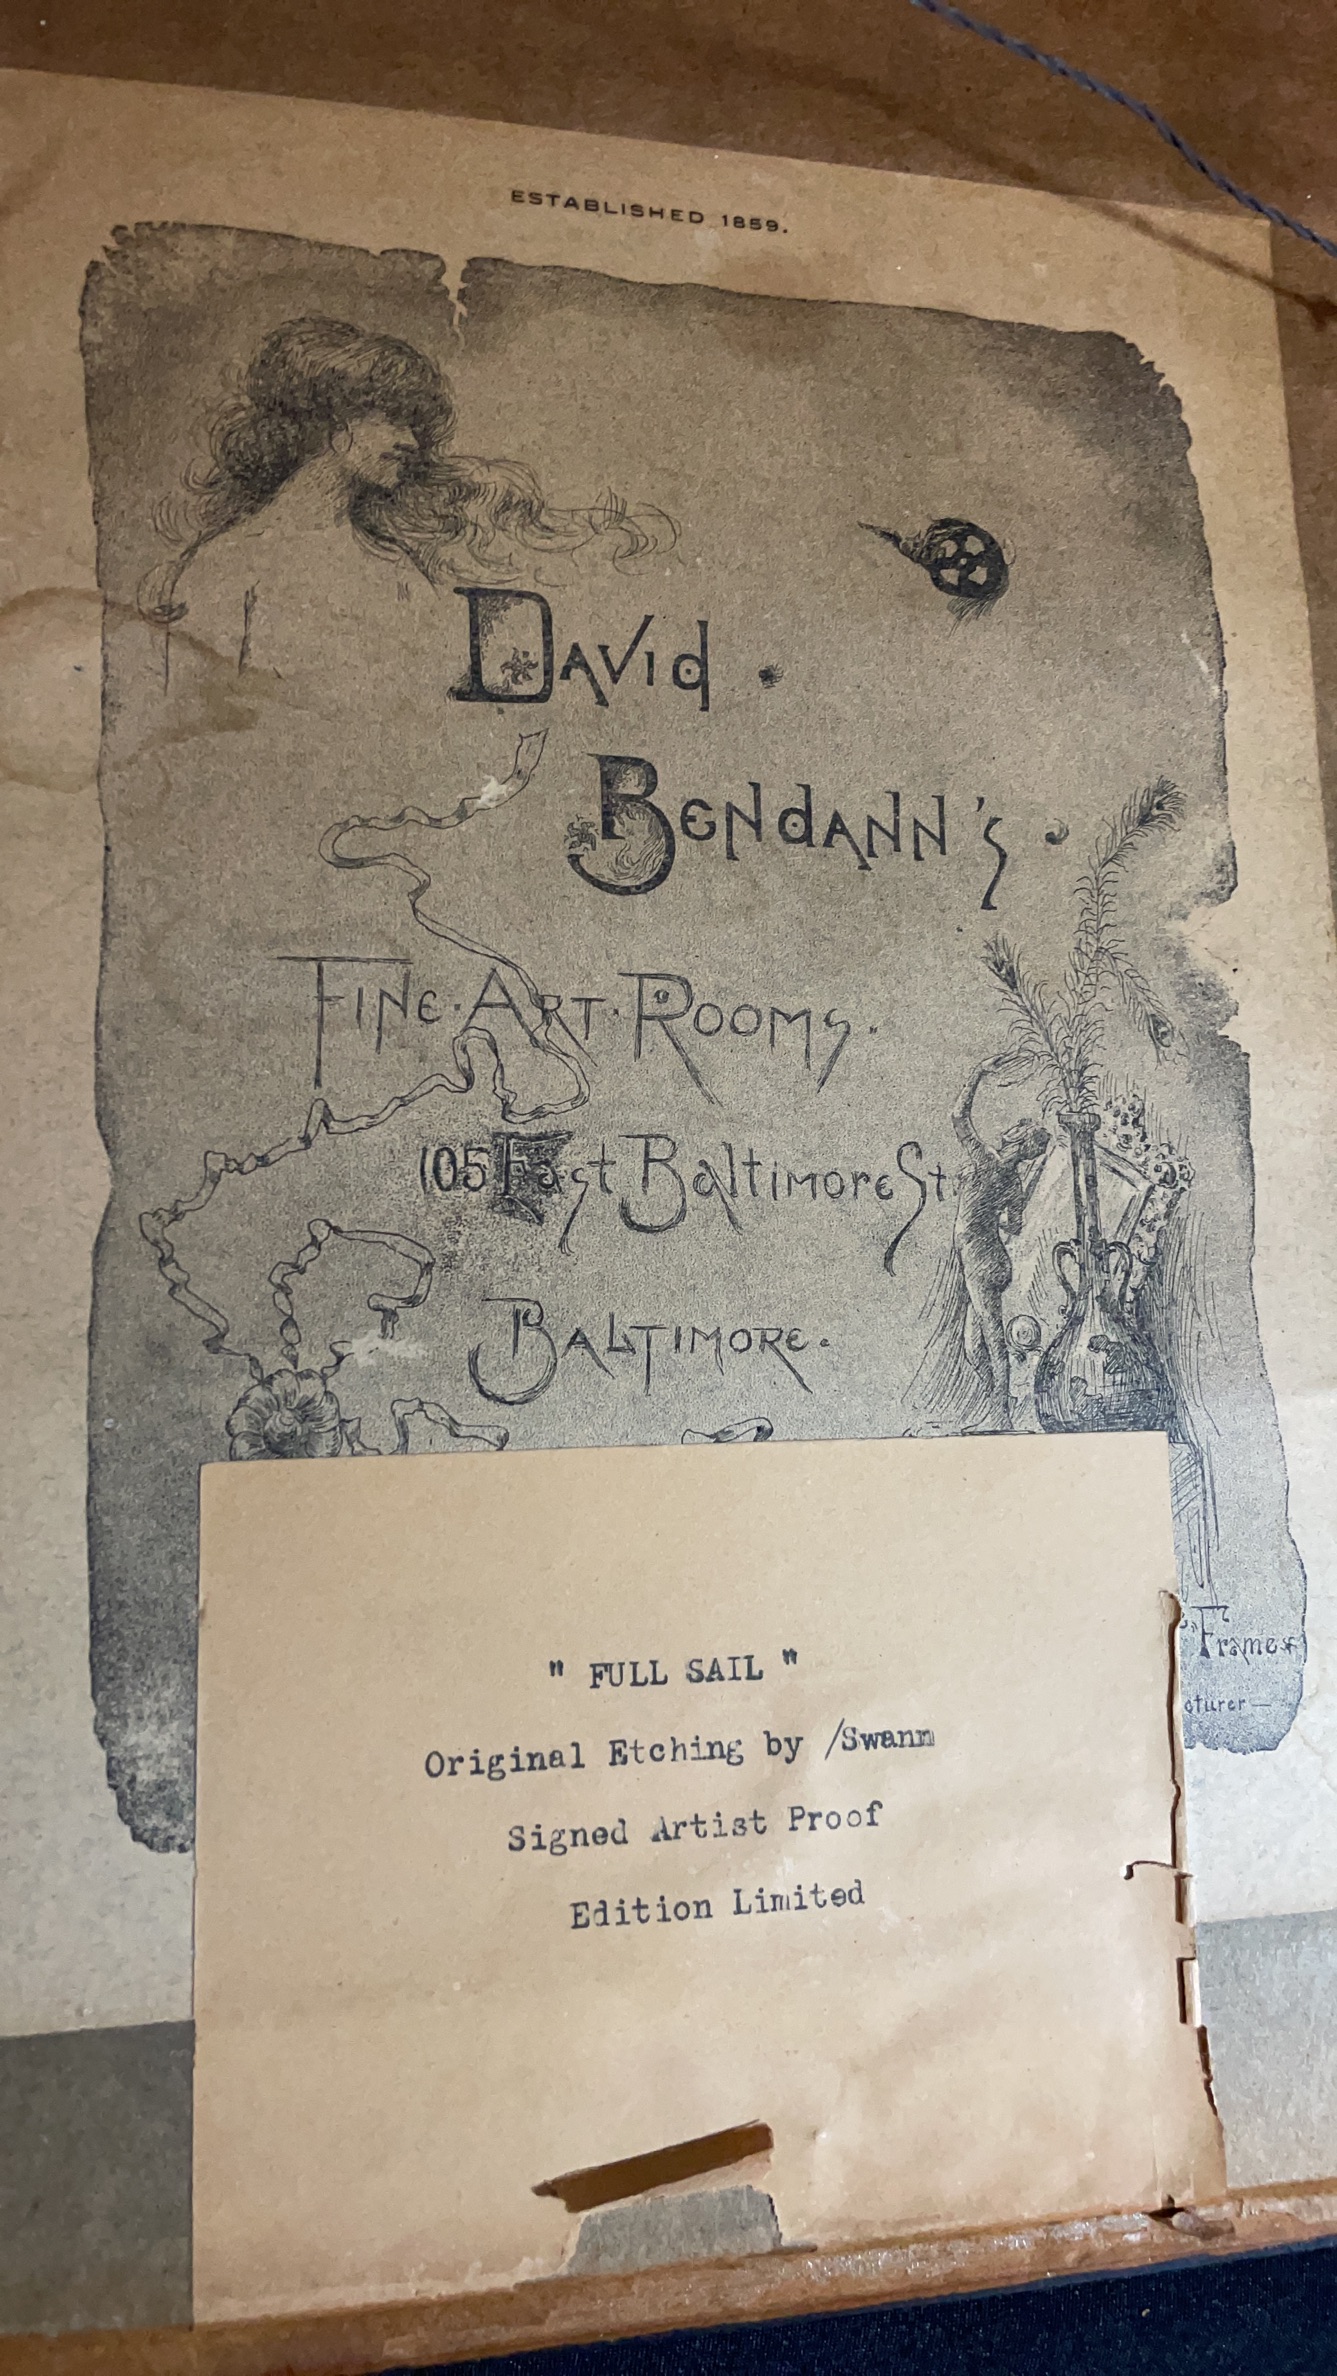 ESTABLISHED 1859.
David
Bendann's
Fine Art Rooms.
105 East Baltimore St.
Baltimore.
Frames
" FULL SAIL "
Original Etching by /Swann
Signed Artist Proof
Edition Limited